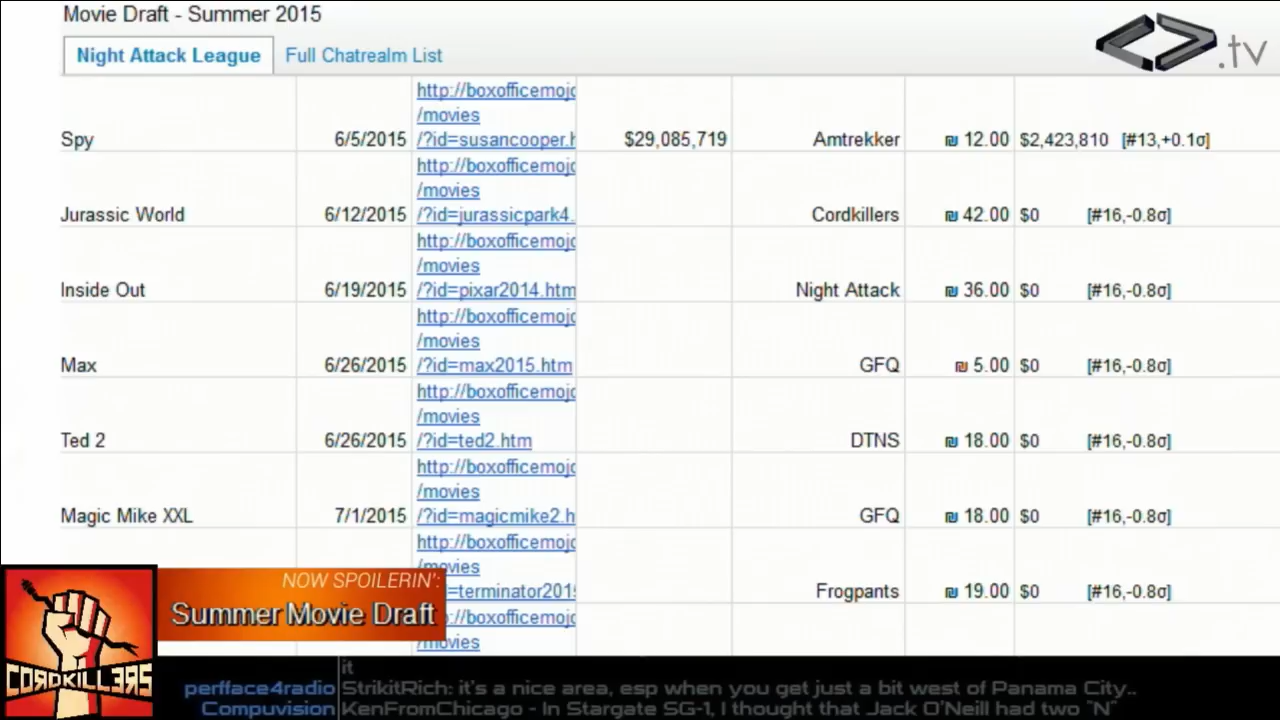 Movie Draft - Summer 2015
.tv
Night Attack League Full Chatrealm List
http://boxofficemojo
/movies
Spy 6/5/2015 /?id=susancooper.h $29,085,719 Amtrekker ₪ 12.00 $2,423,810 [#13,+0.1σ]
http://boxofficemojo
/movies
Jurassic World 6/12/2015 /?id=jurassicpark4. Cordkillers ₪ 42.00 $0 [#16,-0.8σ]
http://boxofficemojo
/movies
Inside Out 6/19/2015 /?id=pixar2014.htm Night Attack ₪ 36.00 $0 [#16,-0.8σ]
http://boxofficemojo
/movies
Max 6/26/2015 /?id=max2015.htm GFQ ₪ 5.00 $0 [#16,-0.8σ]
http://boxofficemojo
/movies
Ted 2 6/26/2015 /?id=ted2.htm DTNS ₪ 18.00 $0 [#16,-0.8σ]
http://boxofficemojo
/movies
Magic Mike XXL 7/1/2015 /?id=magicmike2.h GFQ ₪ 18.00 $0 [#16,-0.8σ]
http://boxofficemojo
/movies
=terminator2015 Frogpants ₪ 19.00 $0 [#16,-0.8σ]
http://boxofficemojo
/movies
NOW SPOILERIN':
Summer Movie Draft
CORDKILLERS
it
perfface4radio StrikitRich: it's a nice area, esp when you get just a bit west of Panama City..
Compuvision KenFromChicago - In Stargate SG-1, I thought that Jack O'Neill had two "N"